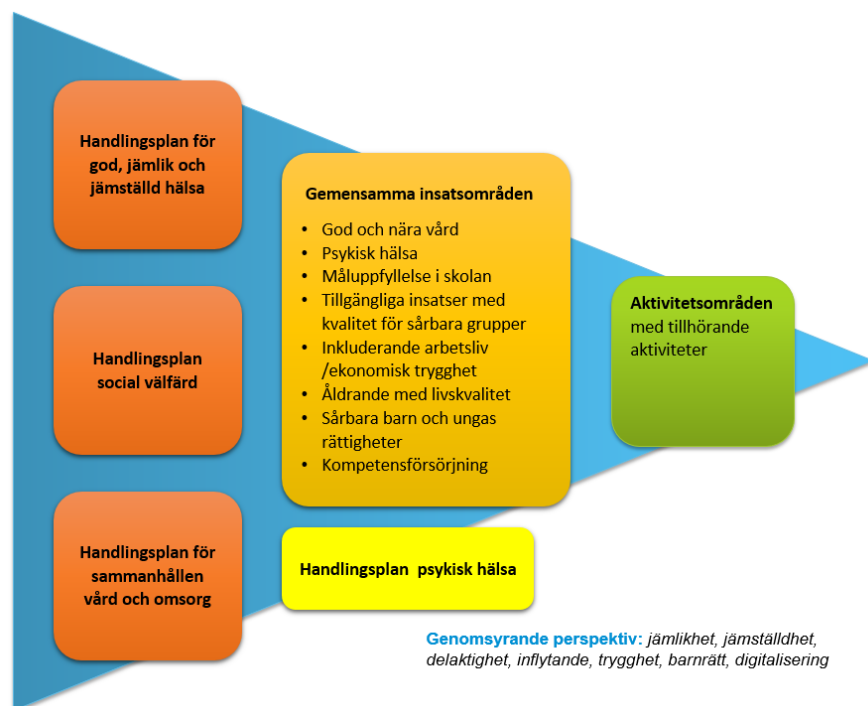 Handlingsplan för
god, jämlik och
jämställd hälsa
Handlingsplan
social välfärd
Handlingsplan för
sammanhållen
vård och omsorg
Gemensamma insatsområden
• God och nära vård
• Psykisk hälsa
• Måluppfyllelse i skolan
• Tillgängliga insatser med
kvalitet för sårbara grupper
• Inkluderande arbetsliv
/ekonomisk trygghet
• Åldrande med livskvalitet
• Sårbara barn och ungas
rättigheter
• Kompetensförsörjning
Handlingsplan psykisk hälsa
Aktivitetsområden
med tillhörande
aktiviteter
Genomsyrande perspektiv: jämlikhet, jämställdhet,
delaktighet, inflytande, trygghet, barnrätt, digitalisering